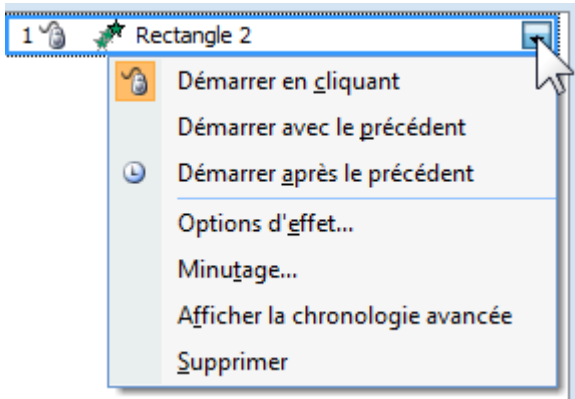 1 Rectangle 2
Démarrer en cliquant
Démarrer avec le précédent
Démarrer après le précédent
Options d'effet...
Minutage...
Afficher la chronologie avancée
Supprimer